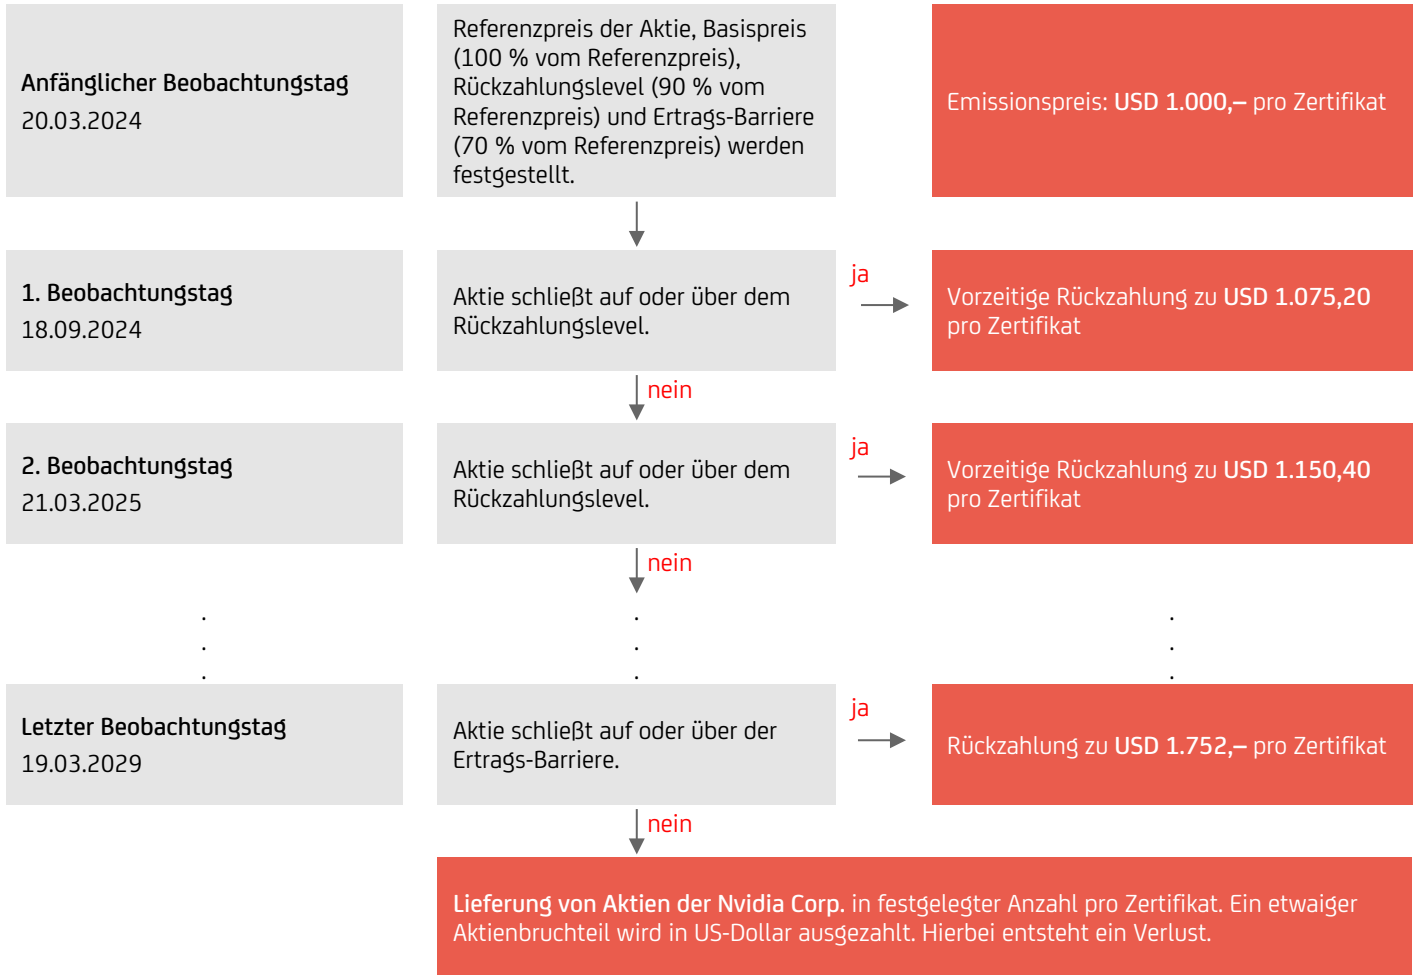 Anfänglicher Beobachtungstag
20.03.2024
Referenzpreis der Aktie, Basispreis
(100 % vom Referenzpreis),
Rückzahlungslevel (90 % vom
Referenzpreis) und Ertrags-Barriere
(70 % vom Referenzpreis) werden
festgestellt.
Emissionspreis: USD 1.000,– pro Zertifikat
1. Beobachtungstag
18.09.2024
Aktie schließt auf oder über dem
Rückzahlungslevel.
ja
Vorzeitige Rückzahlung zu USD 1.075,20
pro Zertifikat
nein
2. Beobachtungstag
21.03.2025
Aktie schließt auf oder über dem
Rückzahlungslevel.
ja
Vorzeitige Rückzahlung zu USD 1.150,40
pro Zertifikat
nein
Letzter Beobachtungstag
19.03.2029
Aktie schließt auf oder über der
Ertrags-Barriere.
ja
Rückzahlung zu USD 1.752,– pro Zertifikat
nein
Lieferung von Aktien der Nvidia Corp. in festgelegter Anzahl pro Zertifikat. Ein etwaiger
Aktienbruchteil wird in US-Dollar ausgezahlt. Hierbei entsteht ein Verlust.